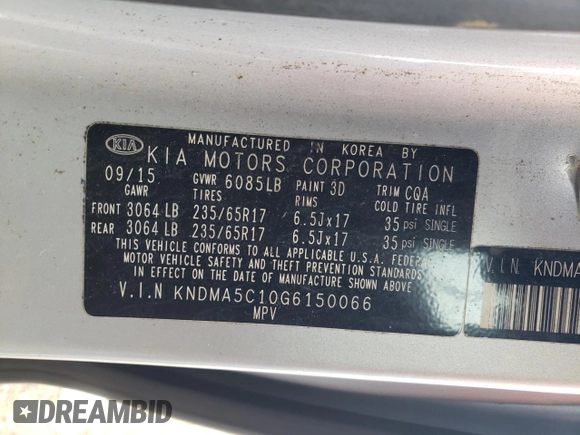 MANUFACTURED IN KOREA BY
KIA KIA MOTORS CORPORATION
09/15 GVWR 6085LB PAINT 3D TRIM CQA
GAWR TIRES RIMS COLD TIRE INFL
FRONT 3064 LB 235/65R17 6.5Jx17 35 psi SINGLE
REAR 3064 LB 235/65R17 6.5Jx17 35 psi SINGLE
THIS VEHICLE CONFORMS TO ALL APPLICABLE U.S.A. FEDERAL
MOTOR VEHICLE SAFETY AND THEFT PREVENTION STANDARDS
IN EFFECT ON THE DATE OF MANUFACTURE SHOWN ABOVE
V.I.N KNDMA5C10G6150066
MPV
V.I.N KNDMA
DREAMBID